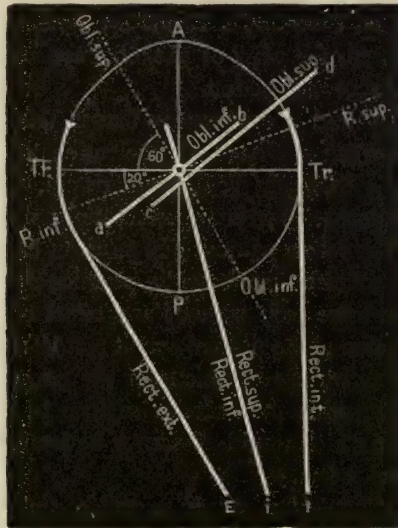 A
Obl.sup.
Obl.sup.
d
Obl.inf.b
R.sup.
60°
Tr.
20°
Tr.
c
a
R.inf.
Obl.inf.
P
Rect.ext.
Rect.inf.
Rect.sup.
Rect.int.
E
I